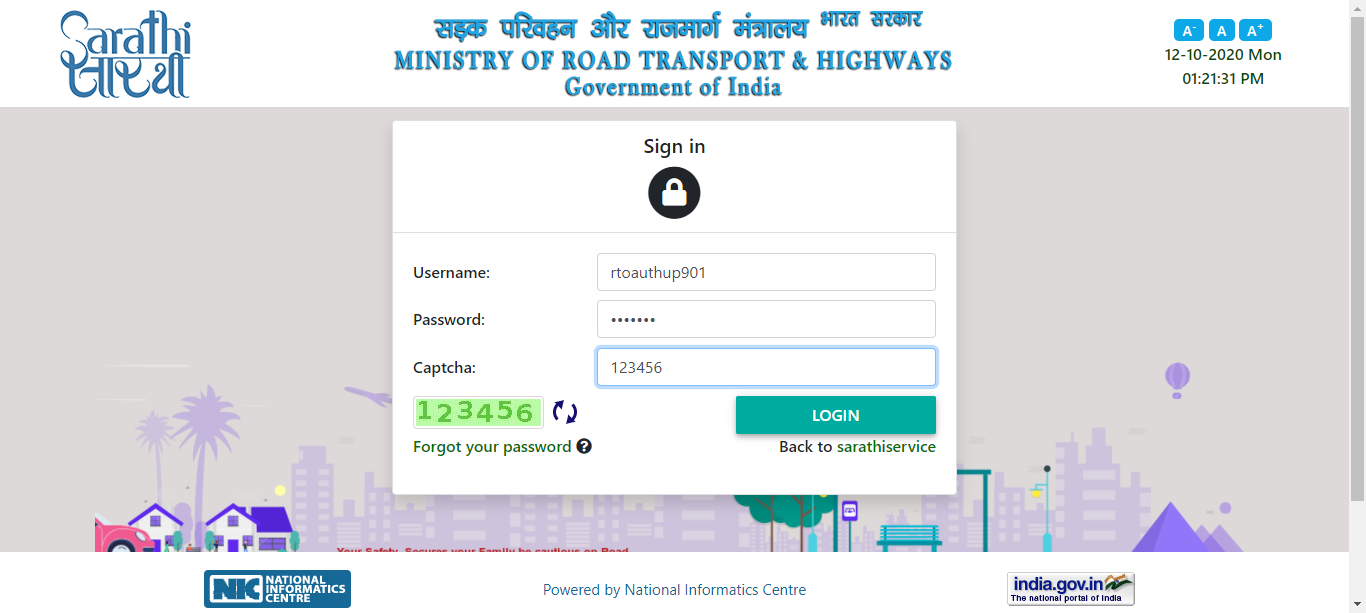 Sarathi
सारथी
सड़क परिवहन और राजमार्ग मंत्रालय भारत सरकार
MINISTRY OF ROAD TRANSPORT & HIGHWAYS
Government of India
A- A A+
12-10-2020 Mon
01:21:31 PM
Sign in
Username: rtoauthup901
Password: •••••••
Captcha: 123456
123456 LOGIN
Forgot your password ? Back to sarathiservice
Your Safety, Secures your Family be cautious on Road
NIC NATIONAL
INFORMATICS
CENTRE
Powered by National Informatics Centre
india.gov.in
The national portal of India